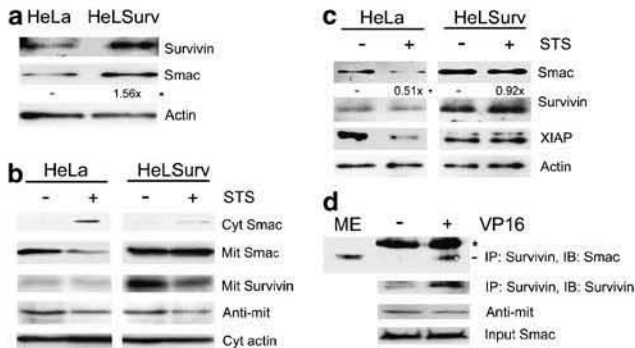 a
HeLa HeLSurv
Survivin
Smac
- 1.56x *
Actin
b
HeLa HeLSurv
- + - + STS
Cyt Smac
Mit Smac
Mit Survivin
Anti-mit
Cyt actin
c
HeLa HeLSurv
- + - + STS
Smac
- 0.51x * - 0.92x
Survivin
XIAP
Actin
d
ME - + VP16
*
- IP: Survivin, IB: Smac
IP: Survivin, IB: Survivin
Anti-mit
Input Smac